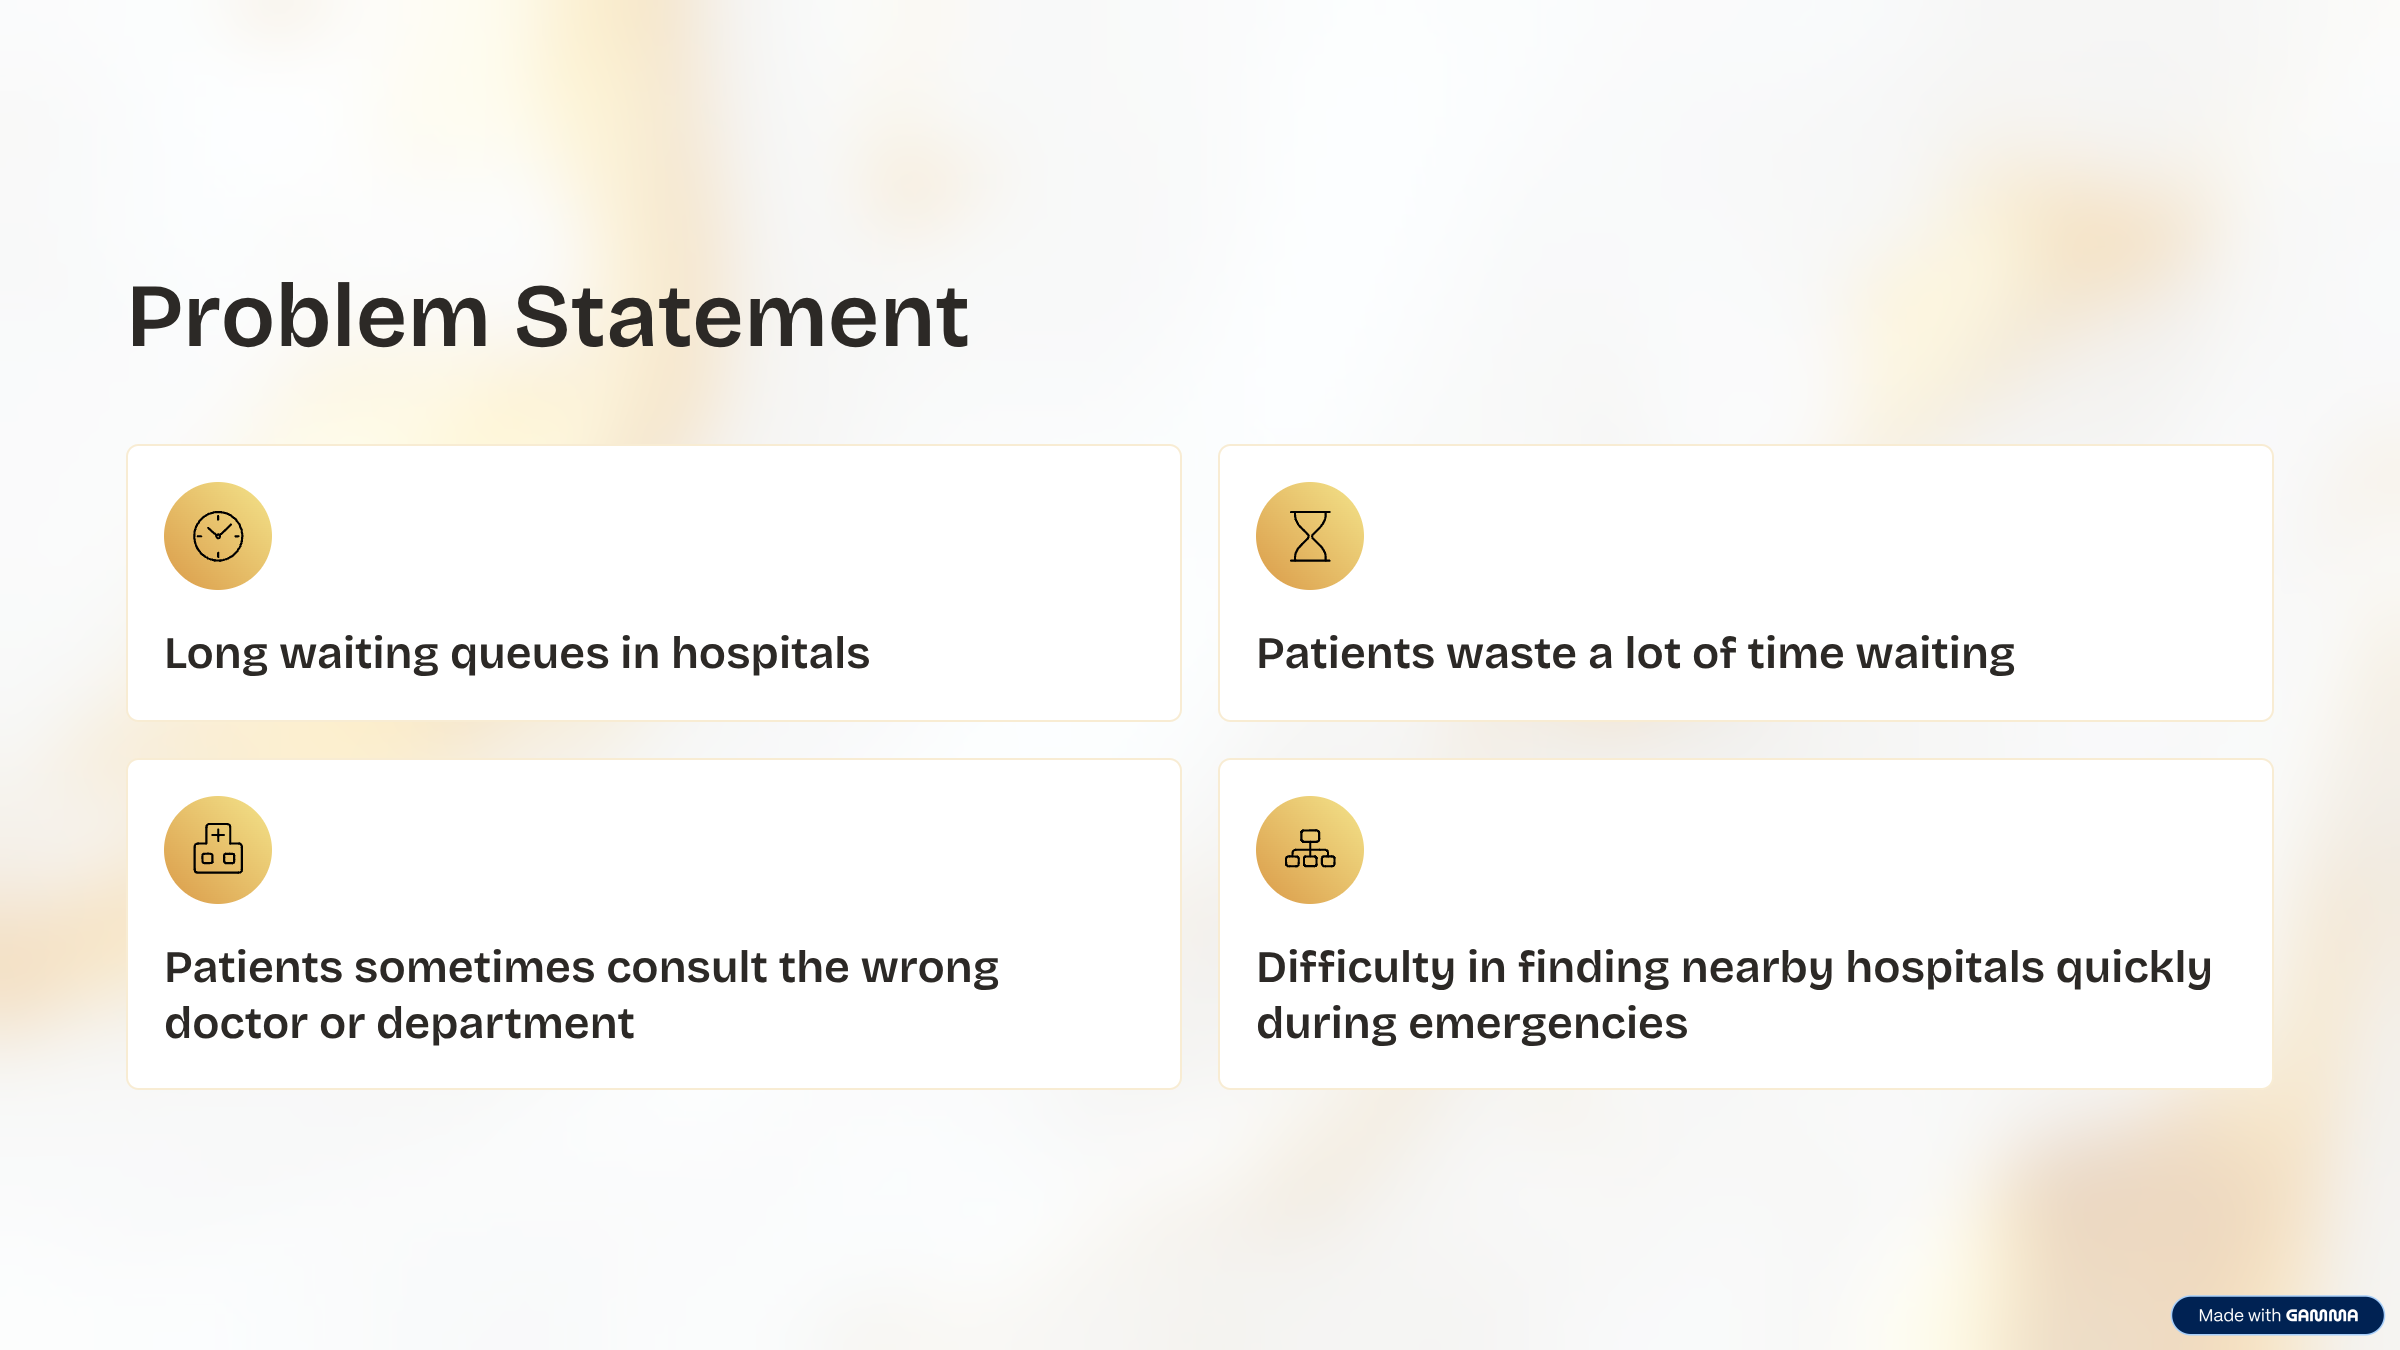 Problem Statement
Long waiting queues in hospitals
Patients waste a lot of time waiting
Patients sometimes consult the wrong
doctor or department
Difficulty in finding nearby hospitals quickly
during emergencies
Made with GAMMA